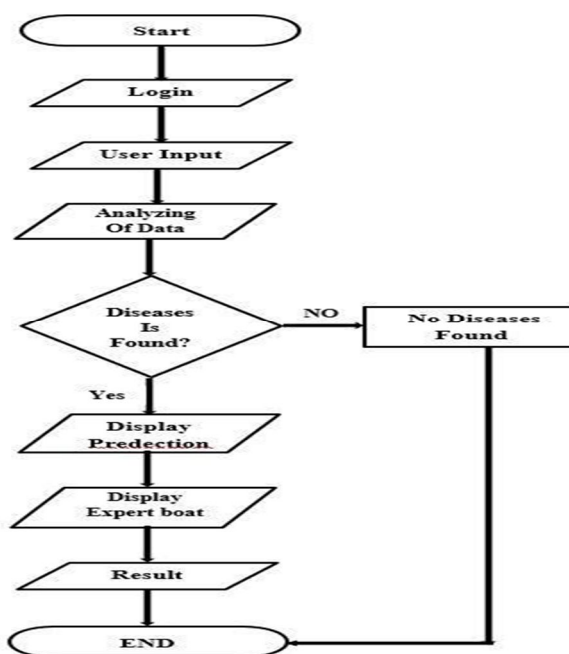 Start
Login
User Input
Analyzing
Of Data
Diseases
Is
Found?
NO
No Diseases
Found
Yes
Display
Predection
Display
Expert boat
Result
END